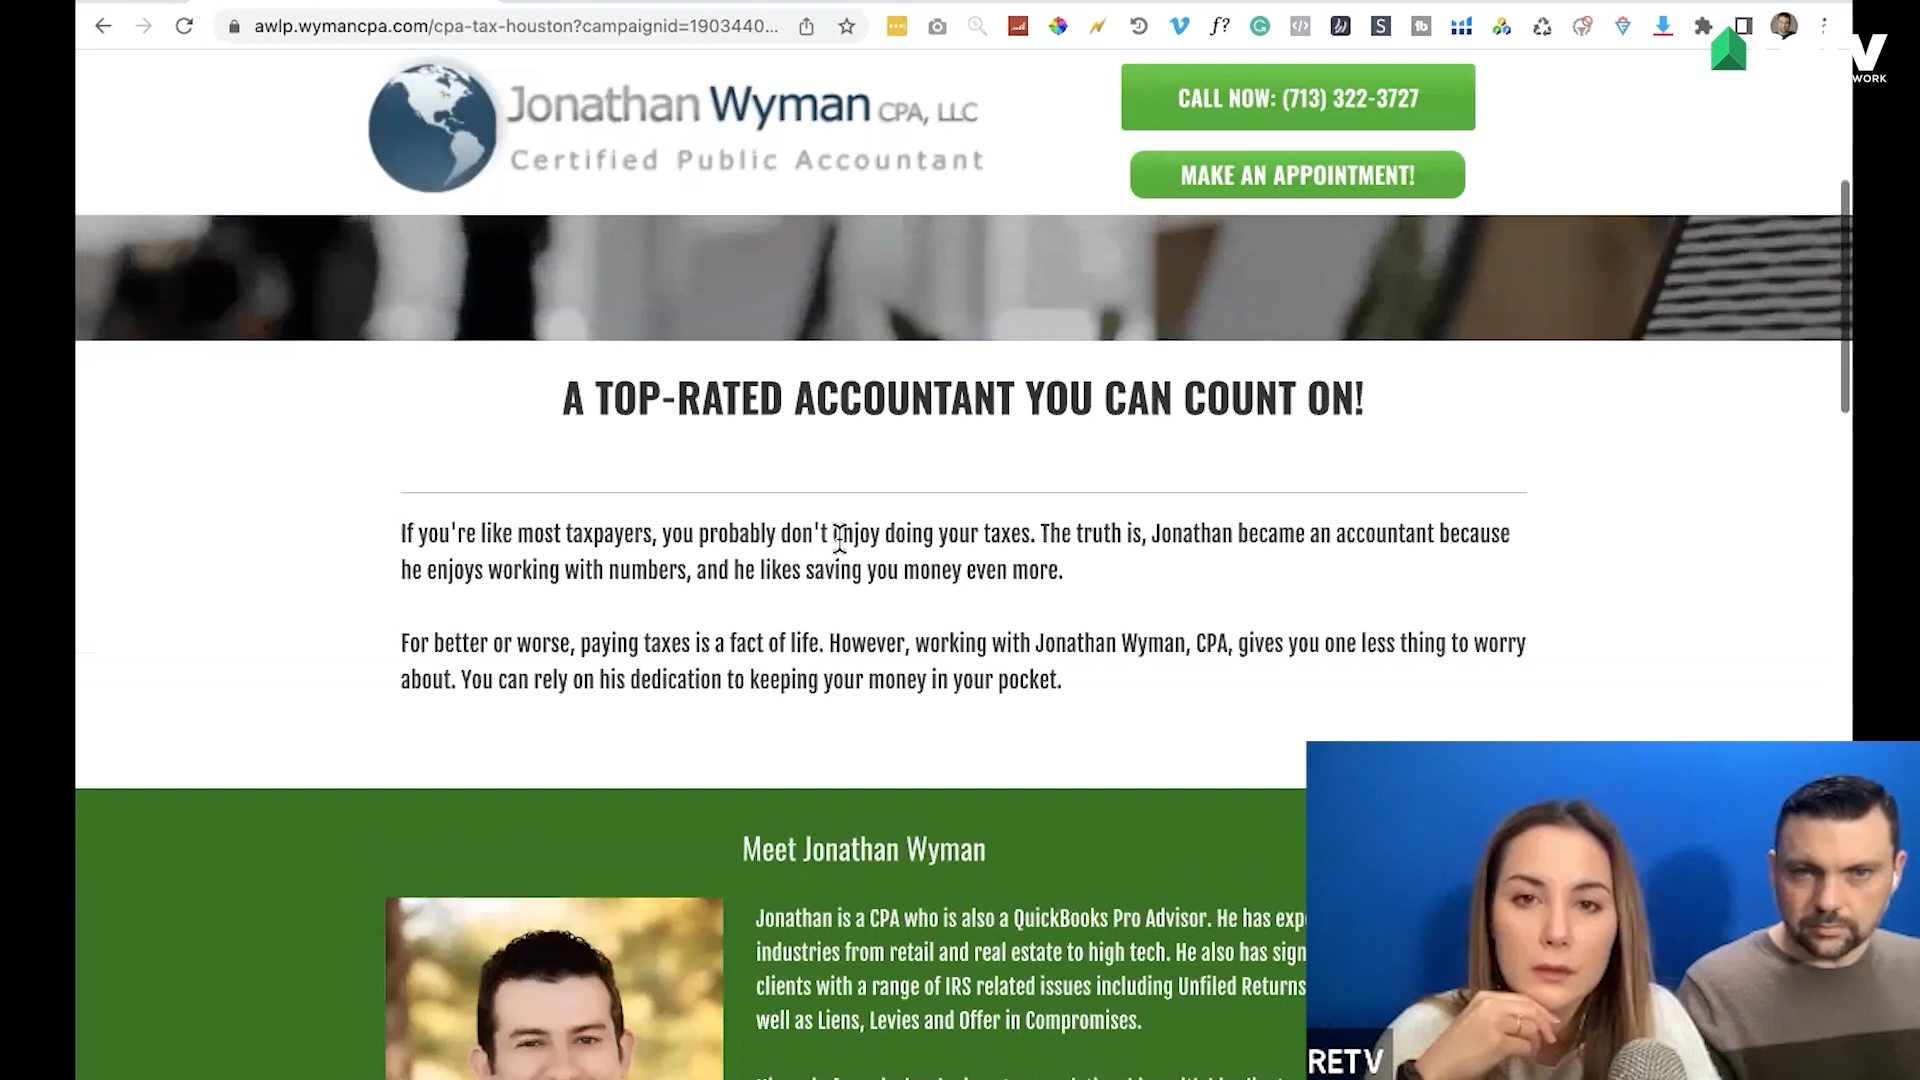 awlp.wymancpa.com/cpa-tax-houston?campaignid=1903440...
Jonathan Wyman CPA, LLC
Certified Public Accountant
CALL NOW: (713) 322-3727
MAKE AN APPOINTMENT!
A TOP-RATED ACCOUNTANT YOU CAN COUNT ON!
If you're like most taxpayers, you probably don't enjoy doing your taxes. The truth is, Jonathan became an accountant because
he enjoys working with numbers, and he likes saving you money even more.
For better or worse, paying taxes is a fact of life. However, working with Jonathan Wyman, CPA, gives you one less thing to worry
about. You can rely on his dedication to keeping your money in your pocket.
Meet Jonathan Wyman
Jonathan is a CPA who is also a QuickBooks Pro Advisor. He has exp
industries from retail and real estate to high tech. He also has sign
clients with a range of IRS related issues including Unfiled Returns
well as Liens, Levies and Offer in Compromises.
RETV